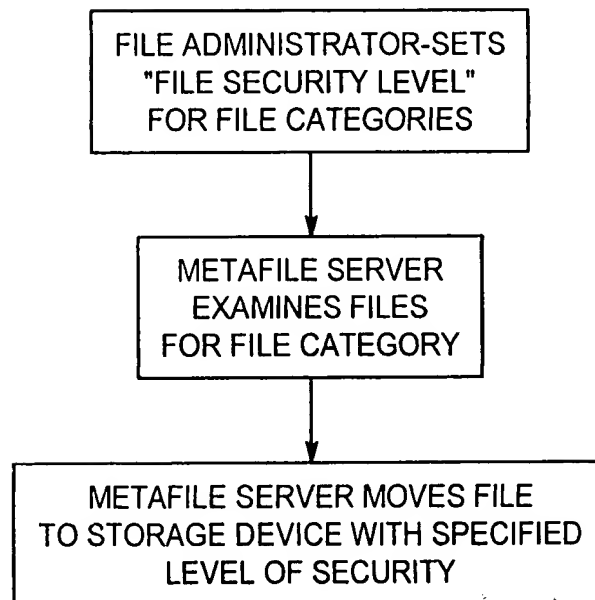 FILE ADMINISTRATOR-SETS
"FILE SECURITY LEVEL"
FOR FILE CATEGORIES
METAFILE SERVER
EXAMINES FILES
FOR FILE CATEGORY
METAFILE SERVER MOVES FILE
TO STORAGE DEVICE WITH SPECIFIED
LEVEL OF SECURITY